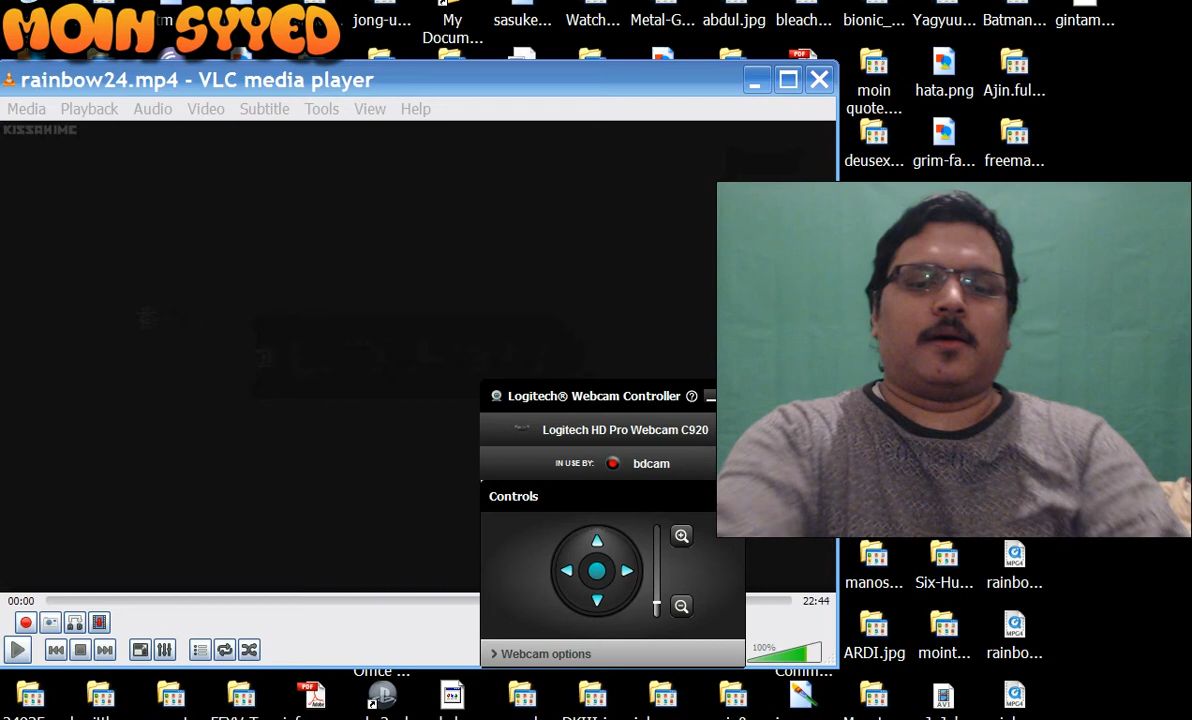 jong-u...
My Docum...
sasuke...
Watch...
Metal-G...
abdul.jpg
bleach...
bionic_...
Yagyuu...
Batman...
gintam...
MOIN SYYED
rainbow24.mp4 - VLC media player
Media Playback Audio Video Subtitle Tools View Help
KISSANIME
moin quote....
hata.png
Ajin.ful...
deusex...
grim-fa...
freema...
Logitech® Webcam Controller
Logitech HD Pro Webcam C920
IN USE BY: bdcam
Controls
Webcam options
00:00
22:44
100%
manos...
Six-Hu...
rainbo...
ARDI.jpg
moint...
rainbo...
Office ...
Comm...